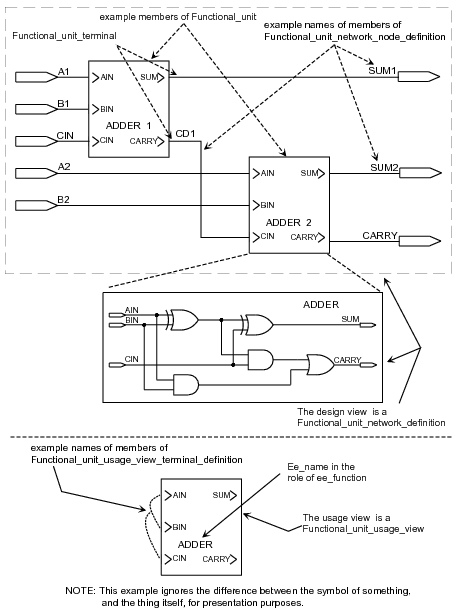 example members of Functional_unit
Functional_unit_terminal
example names of members of
Functional_unit_network_node_definition
A1
AIN
SUM
SUM1
B1
BIN
ADDER 1
CIN
CIN
CARRY
CD1
A2
AIN
SUM
SUM2
B2
BIN
ADDER 2
CIN
CARRY
CARRY
ADDER
AIN
BIN
SUM
CIN
CARRY
The design view is a
Functional_unit_network_definition
example names of members of
Functional_unit_usage_view_terminal_definition
Ee_name in the
role of ee_function
AIN
SUM
BIN
ADDER
CIN
CARRY
The usage view is a
Functional_unit_usage_view
NOTE: This example ignores the difference between the symbol of something,
and the thing itself, for presentation purposes.